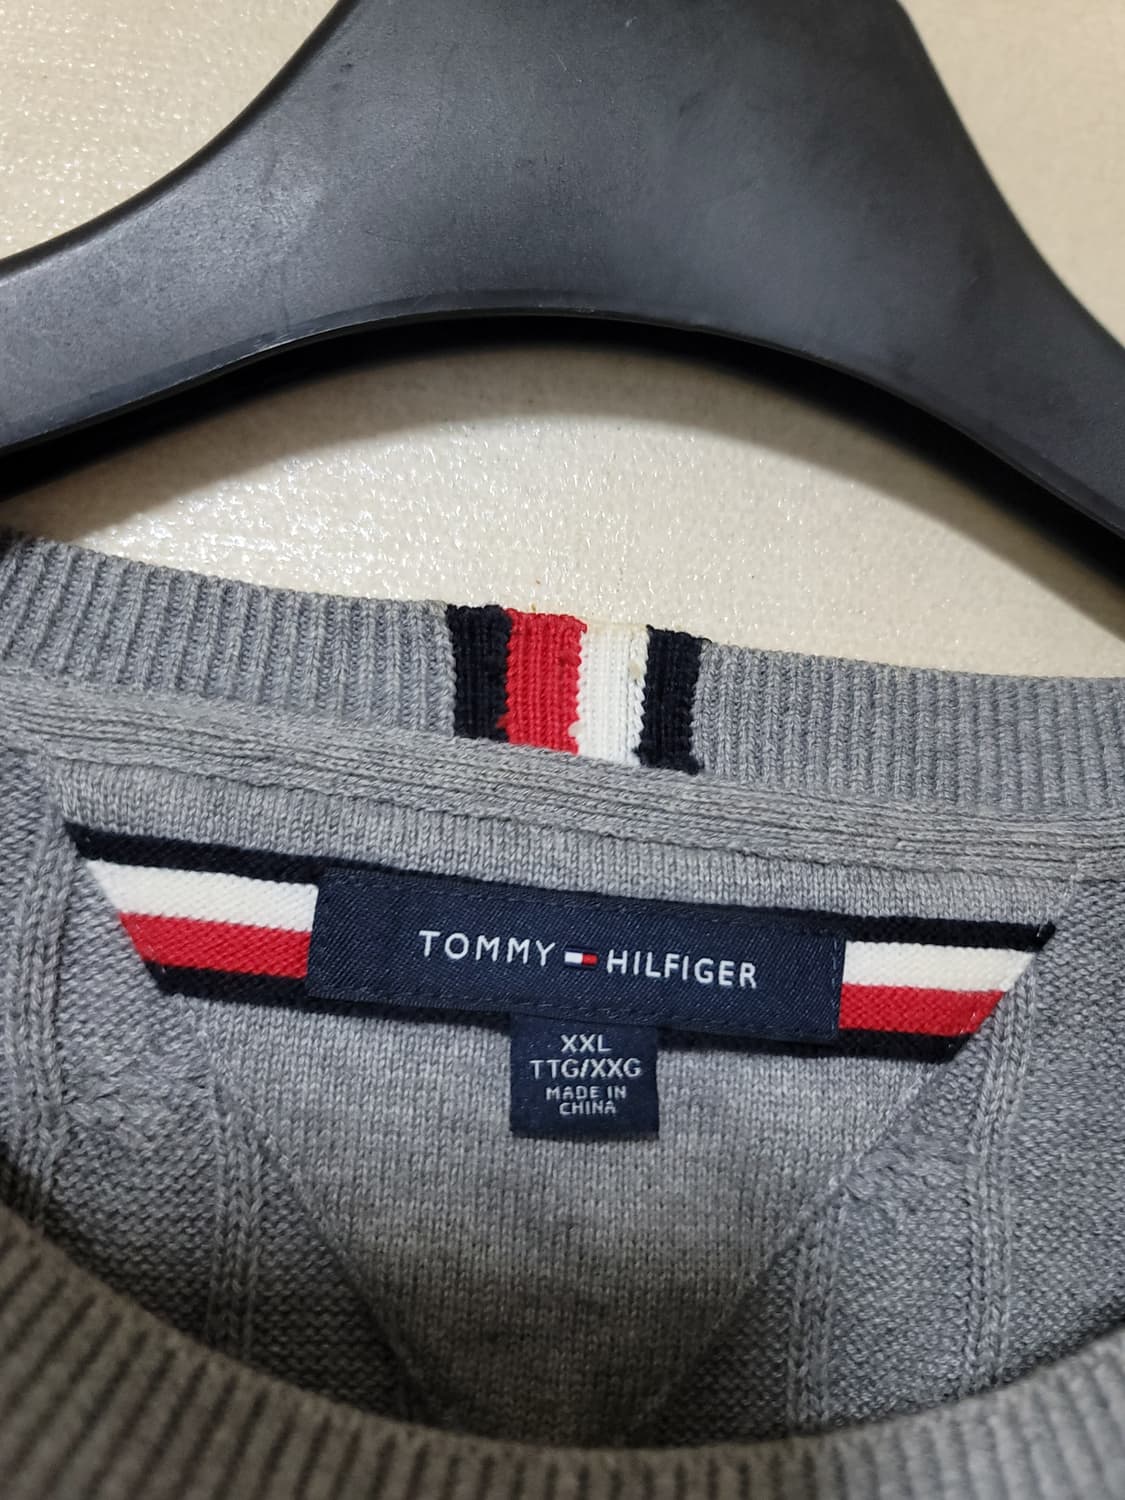 TOMMY HILFIGER
XXL
TTG/XXG
MADE IN
CHINA